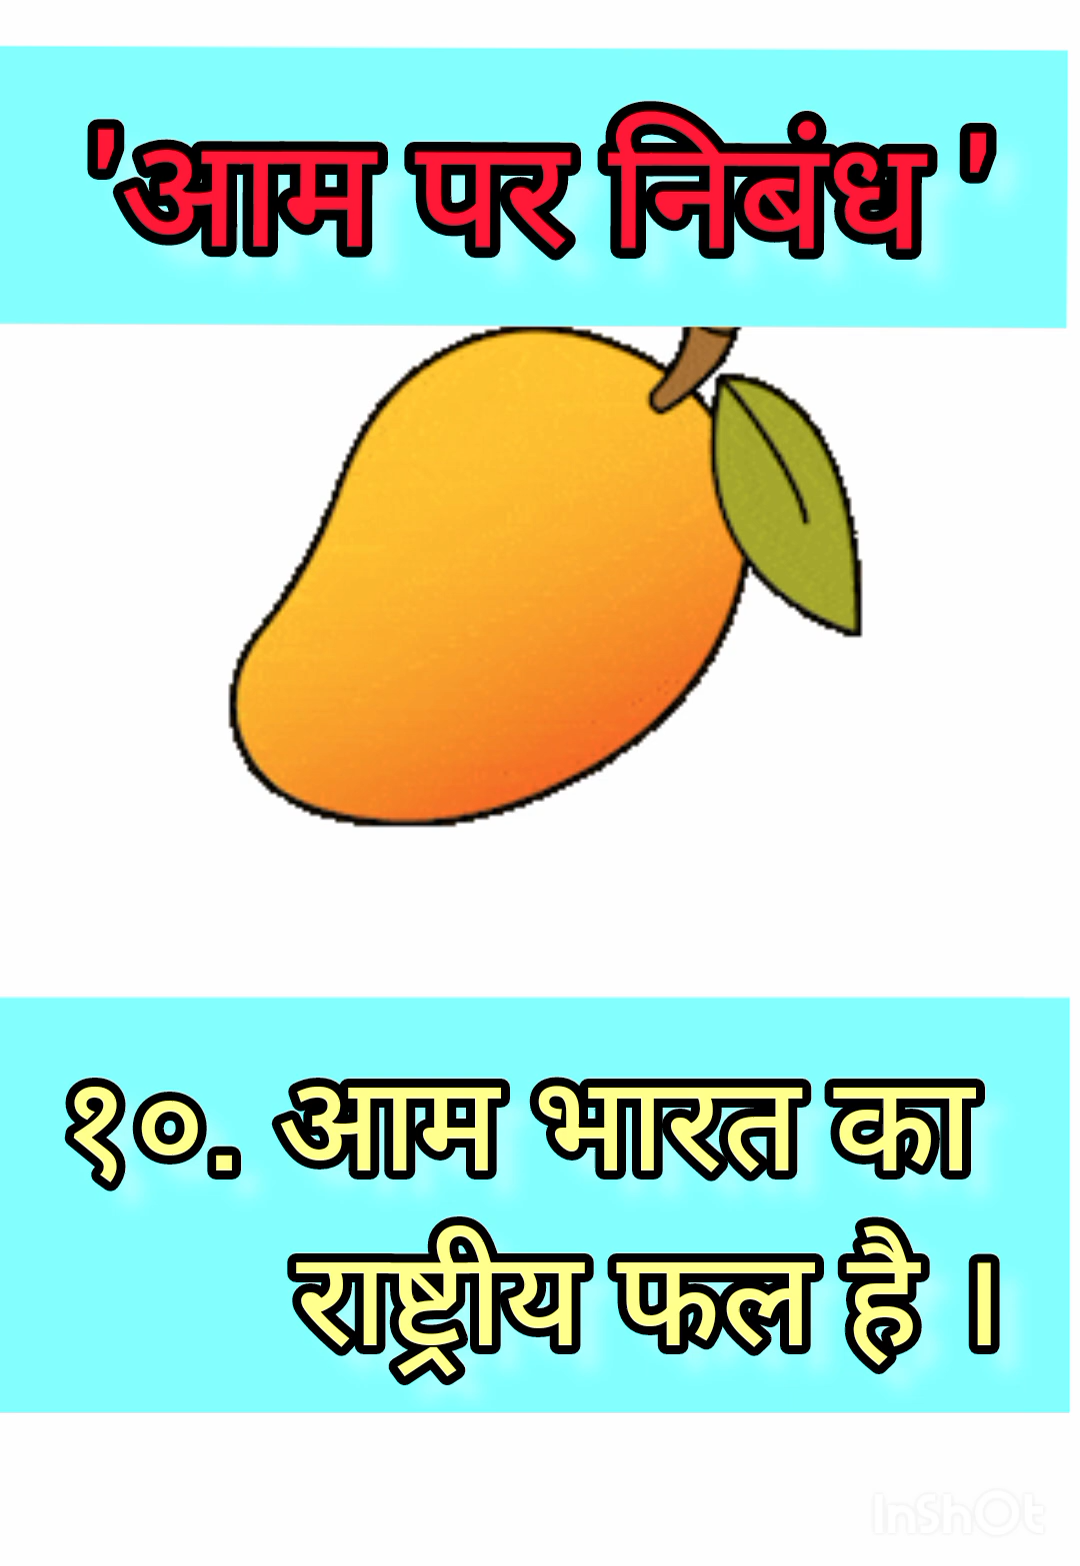 'आम पर निबंध '
१०. आम भारत का
राष्ट्रीय फल है ।
InShOt